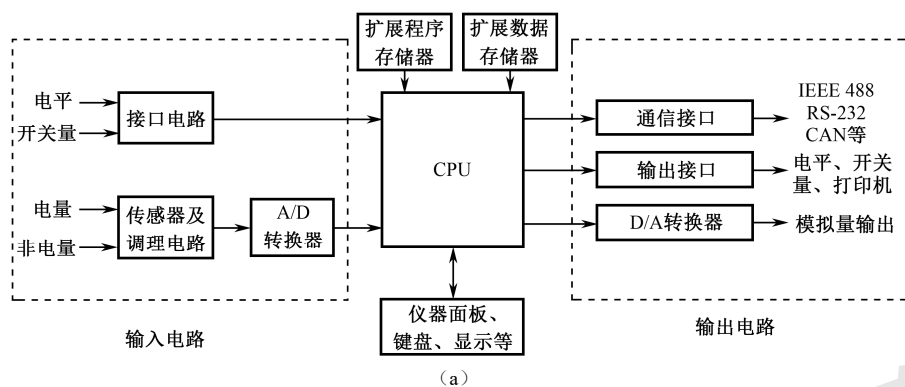 扩展程序
存储器
扩展数据
存储器
电平
开关量
接口电路
电量
非电量
传感器及
调理电路
A/D
转换器
CPU
通信接口
IEEE 488
RS-232
CAN等
输出接口
电平、开关
量、打印机
D/A转换器
模拟量输出
仪器面板、
键盘、显示等
输入电路
输出电路
（a）